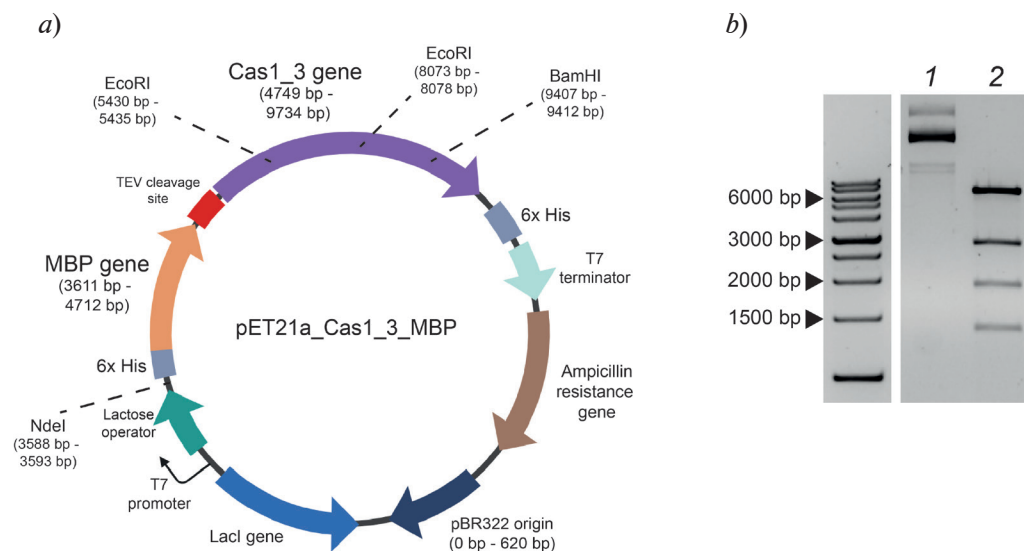 a)
EcoRI
(5430 bp -
5435 bp)
Cas1_3 gene
(4749 bp -
9734 bp)
EcoRI
(8073 bp -
8078 bp)
BamHI
(9407 bp -
9412 bp)
TEV cleavage
site
6x His
MBP gene
(3611 bp -
4712 bp)
T7
terminator
pET21a_Cas1_3_MBP
6x His
Ampicillin
resistance
gene
NdeI
(3588 bp -
3593 bp)
Lactose
operator
T7
promoter
LacI gene
pBR322 origin
(0 bp - 620 bp)
b)
1 2
6000 bp
3000 bp
2000 bp
1500 bp